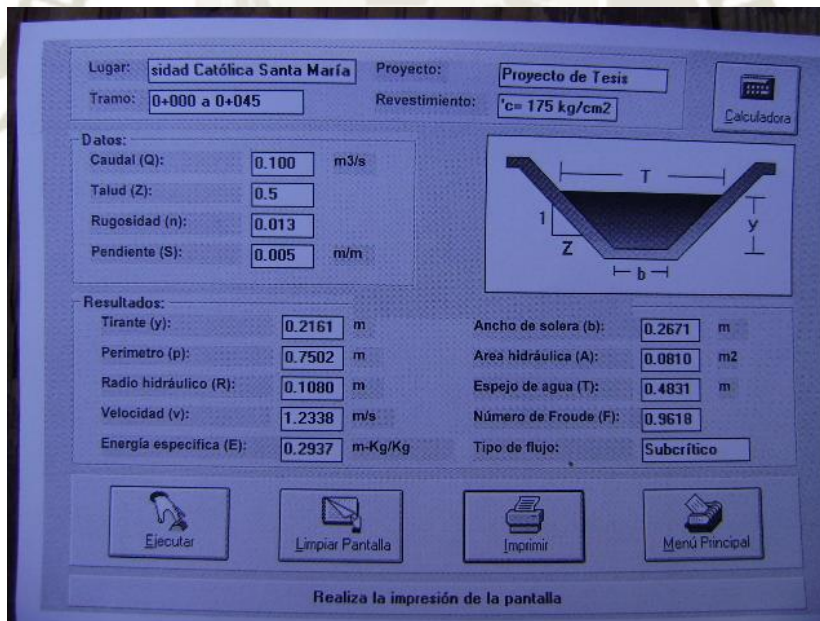 Lugar: sidad Católica Santa María Proyecto: Proyecto de Tesis
Tramo: 0+000 a 0+045 Revestimiento: 'c= 175 kg/cm2
Calculadora
Datos:
Caudal (Q): 0.100 m3/s
Talud (Z): 0.5
Rugosidad (n): 0.013
Pendiente (S): 0.005 m/m
T
1
Z
y
b
Resultados:
Tirante (y): 0.2161 m Ancho de solera (b): 0.2671 m
Perimetro (p): 0.7502 m Area hidráulica (A): 0.0810 m2
Radio hidráulico (R): 0.1080 m Espejo de agua (T): 0.4831 m
Velocidad (v): 1.2338 m/s Número de Froude (F): 0.9618
Energía específica (E): 0.2937 m-Kg/Kg Tipo de flujo: Subcrítico
Ejecutar Limpiar Pantalla Imprimir Menú Principal
Realiza la impresión de la pantalla